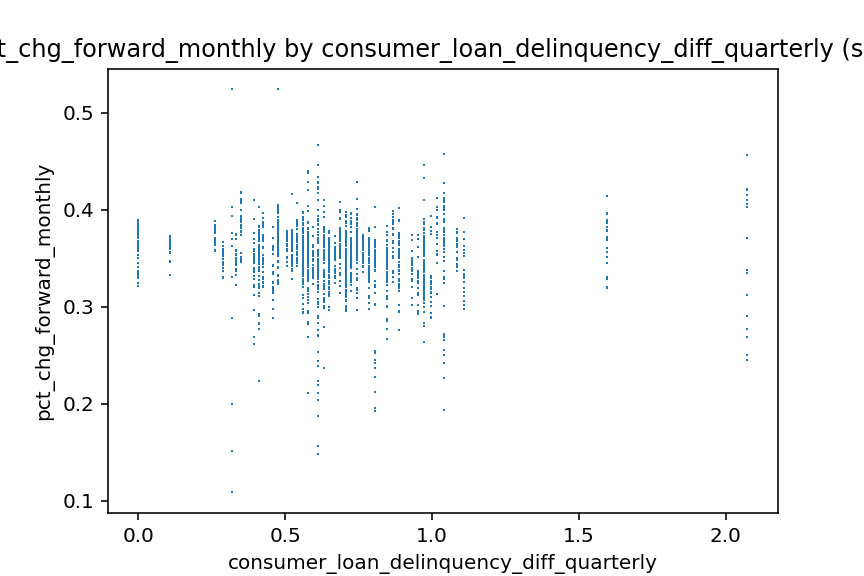 t_chg_forward_monthly by consumer_loan_delinquency_diff_quarterly (s
0.5
0.4
0.3
0.2
0.1
pct_chg_forward_monthly
0.0 0.5 1.0 1.5 2.0
consumer_loan_delinquency_diff_quarterly